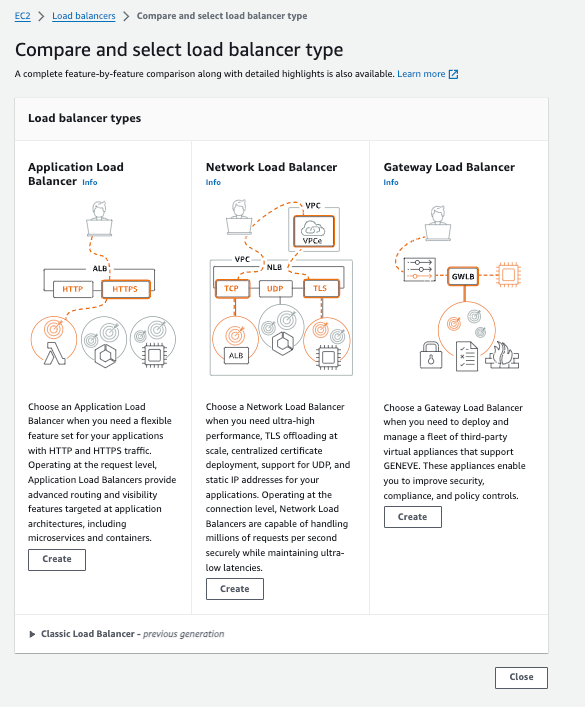 EC2 > Load balancers > Compare and select load balancer type
Compare and select load balancer type
A complete feature-by-feature comparison along with detailed highlights is also available. Learn more
Load balancer types
Application Load
Balancer Info
ALB
HTTP
HTTPS
Choose an Application Load
Balancer when you need a flexible
feature set for your applications
with HTTP and HTTPS traffic.
Operating at the request level,
Application Load Balancers provide
advanced routing and visibility
features targeted at application
architectures, including
microservices and containers.
Create
Network Load Balancer
Info
VPC
VPCe
VPC
NLB
TCP
UDP
TLS
ALB
Choose a Network Load Balancer
when you need ultra-high
performance, TLS offloading at
scale, centralized certificate
deployment, support for UDP, and
static IP addresses for your
applications. Operating at the
connection level, Network Load
Balancers are capable of handling
millions of requests per second
securely while maintaining ultra-
low latencies.
Create
Gateway Load Balancer
Info
GWLB
Choose a Gateway Load Balancer
when you need to deploy and
manage a fleet of third-party
virtual appliances that support
GENEVE. These appliances enable
you to improve security,
compliance, and policy controls.
Create
Classic Load Balancer - previous generation
Close